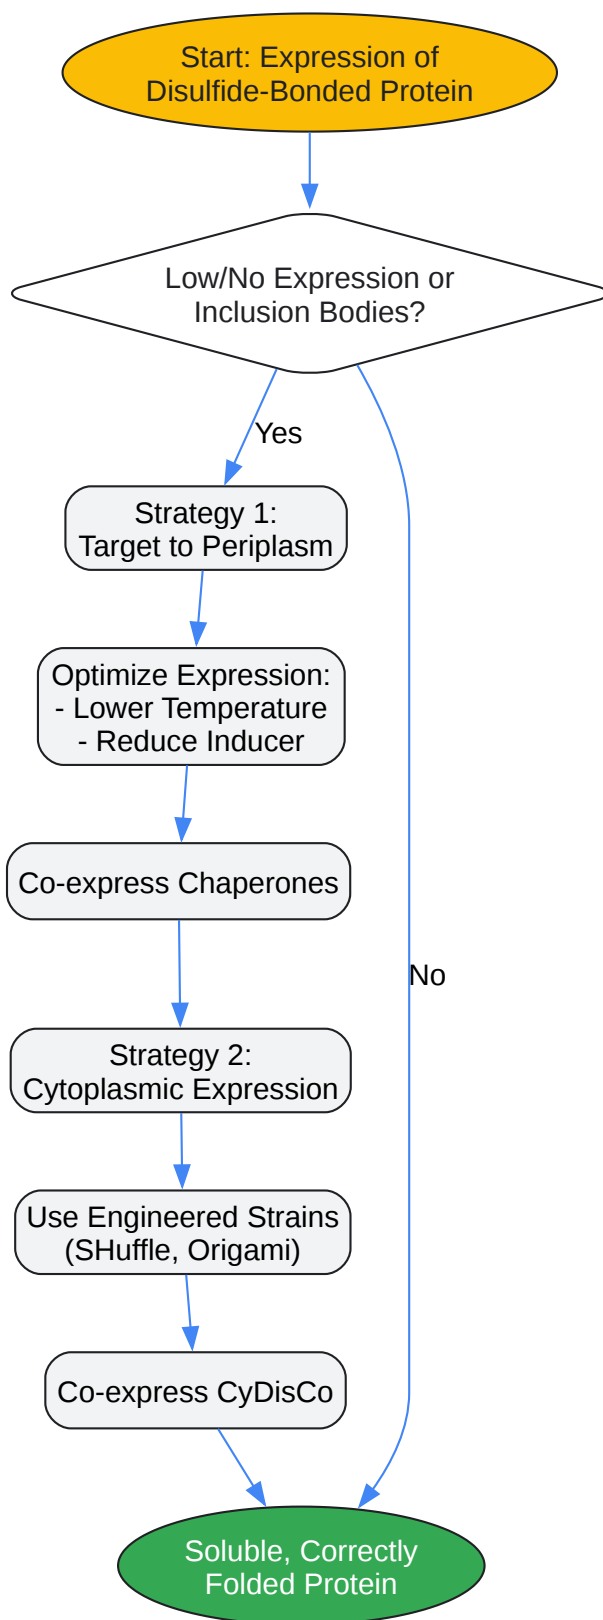 Start: Expression of
Disulfide-Bonded Protein
Low/No Expression or
Inclusion Bodies?
Yes
Strategy 1:
Target to Periplasm
Optimize Expression:
- Lower Temperature
- Reduce Inducer
Co-express Chaperones
No
Strategy 2:
Cytoplasmic Expression
Use Engineered Strains
(SHuffle, Origami)
Co-express CyDisCo
Soluble, Correctly
Folded Protein